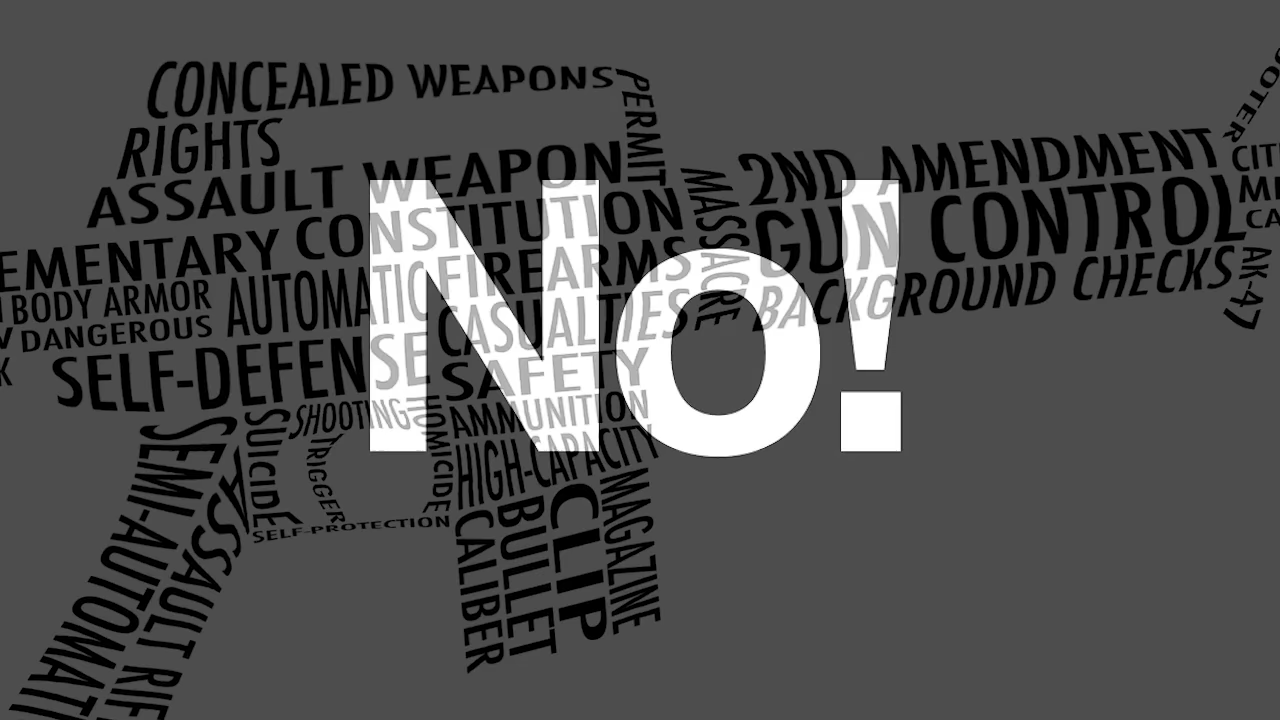 CONCEALED WEAPONS
PERMIT
RIGHTS
ASSAULT WEAPON
2ND AMENDMENT
CONSTITUTION
MASSACRE
GUN CONTROL
BODY ARMOR
AUTOMATIC
FIREARMS
BACKGROUND CHECKS
AK-47
DANGEROUS
CASUALTIES
SELF-DEFENSE
SAFETY
No!
SUICIDE
SHOOTING
HOMICIDE
AMMUNITION
TRIGGER
HIGH-CAPACITY
SELF-PROTECTION
SEMI-AUTOMATI
ASSAULT RIF
CALIBER
BULLET
CLIP
MAGAZINE